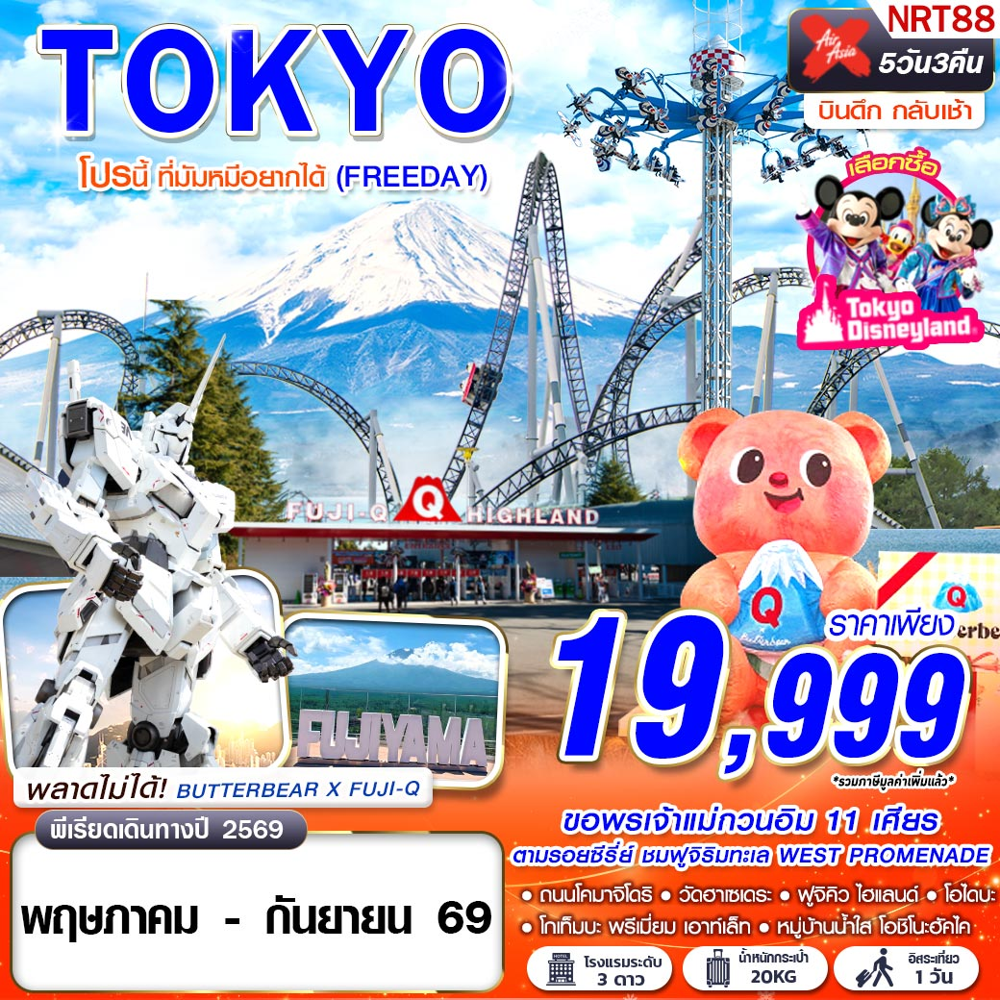 TOKYO
NRT88
Air Asia
5วัน3คืน
บินดึก กลับเช้า
โปรนี้ ที่มัมหมีอยากได้ (FREEDAY)
เลือกซื้อ
Tokyo
Disneyland
FUJI-Q Q HIGHLAND
Q
Butterbear
Q
FUJIYAMA
ราคาเพียง
19,999
*รวมภาษีมูลค่าเพิ่มแล้ว*
พลาดไม่ได้! BUTTERBEAR X FUJI-Q
พีเรียดเดินทางปี 2569
พฤษภาคม - กันยายน 69
ขอพรเจ้าแม่กวนอิม 11 เศียร
ตามรอยซีรี่ย์ ชมฟูจิริมทะเล WEST PROMENADE
• ถนนโคมาจิโดริ • วัดฮาเซเดระ • ฟูจิคิว ไฮแลนด์ • โอไดบะ
• โกเท็มบะ พรีเมี่ยม เอาท์เล็ท • หมู่บ้านน้ำใส โอชิโนะฮัคไค
HOTEL
โรงแรมระดับ
3 ดาว
น้ำหนักกระเป๋า
20KG
อิสระเที่ยว
1 วัน